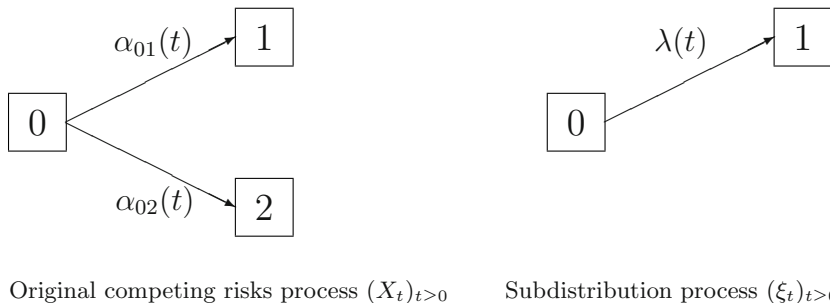 α₀₁(t)
1
λ(t)
1
0
0
α₀₂(t)
2
Original competing risks process (Xₜ)ₜ>₀
Subdistribution process (ξₜ)ₜ>₀